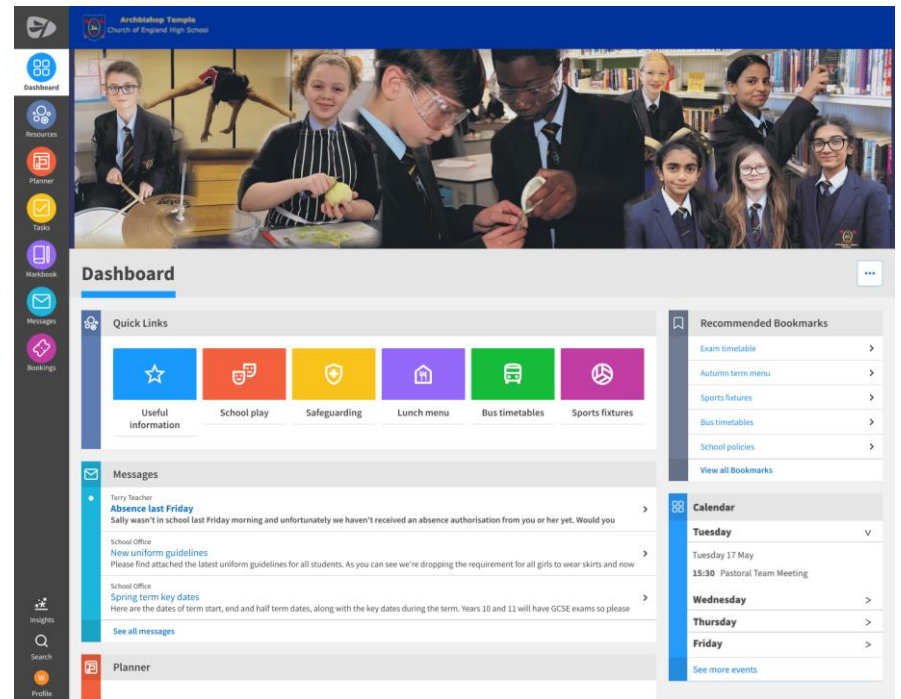 Archbishop Temple
Church of England High School
Dashboard
Resources
Planner
Tasks
Markbook
Messages
Bookings
Insights
Search
W
Profile
Dashboard
Quick Links
Useful
information
School play
Safeguarding
Lunch menu
Bus timetables
Sports fixtures
Messages
Terry Teacher
Absence last Friday
Sally wasn't in school last Friday morning and unfortunately we haven't received an absence authorisation from you or her yet. Would you
School Office
New uniform guidelines
Please find attached the latest uniform guidelines for all students. As you can see we're dropping the requirement for all girls to wear skirts and now
School Office
Spring term key dates
Here are the dates of term start, end and half term dates, along with the key dates during the term. Years 10 and 11 will have GCSE exams so please
See all messages
Planner
Recommended Bookmarks
Exam timetable
Autumn term menu
Sports fixtures
Bus timetables
School policies
View all Bookmarks
Calendar
Tuesday
Tuesday 17 May
15:30 Pastoral Team Meeting
Wednesday
Thursday
Friday
See more events